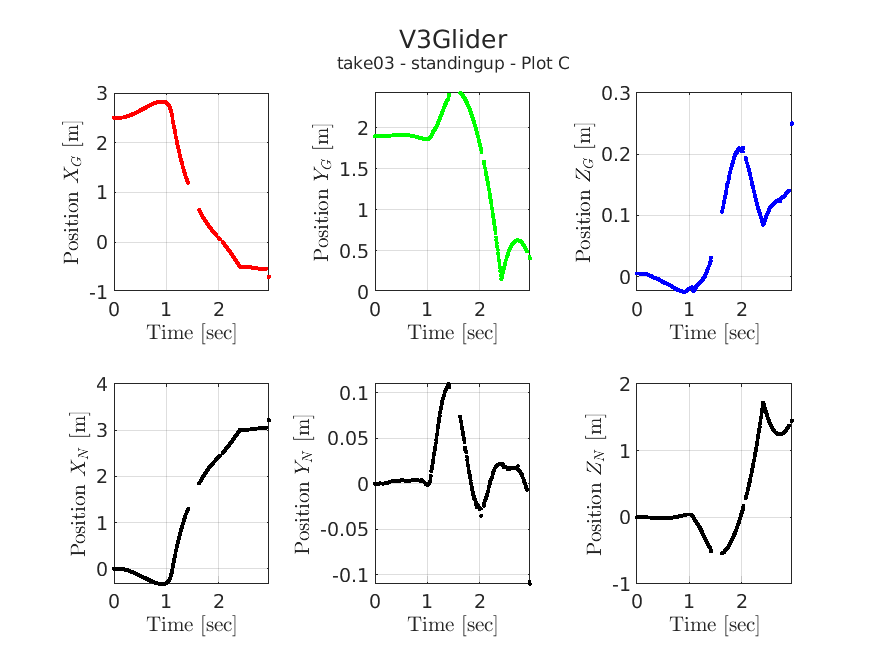 V3Glider
take03 - standingup - Plot C
Position X_G [m]
3
2
1
0
-1
0 1 2
Time [sec]
Position Y_G [m]
2
1.5
1
0.5
0
0 1 2
Time [sec]
Position Z_G [m]
0.3
0.2
0.1
0
0 1 2
Time [sec]
Position X_N [m]
4
3
2
1
0
0 1 2
Time [sec]
Position Y_N [m]
0.1
0.05
0
-0.05
-0.1
0 1 2
Time [sec]
Position Z_N [m]
2
1
0
-1
0 1 2
Time [sec]